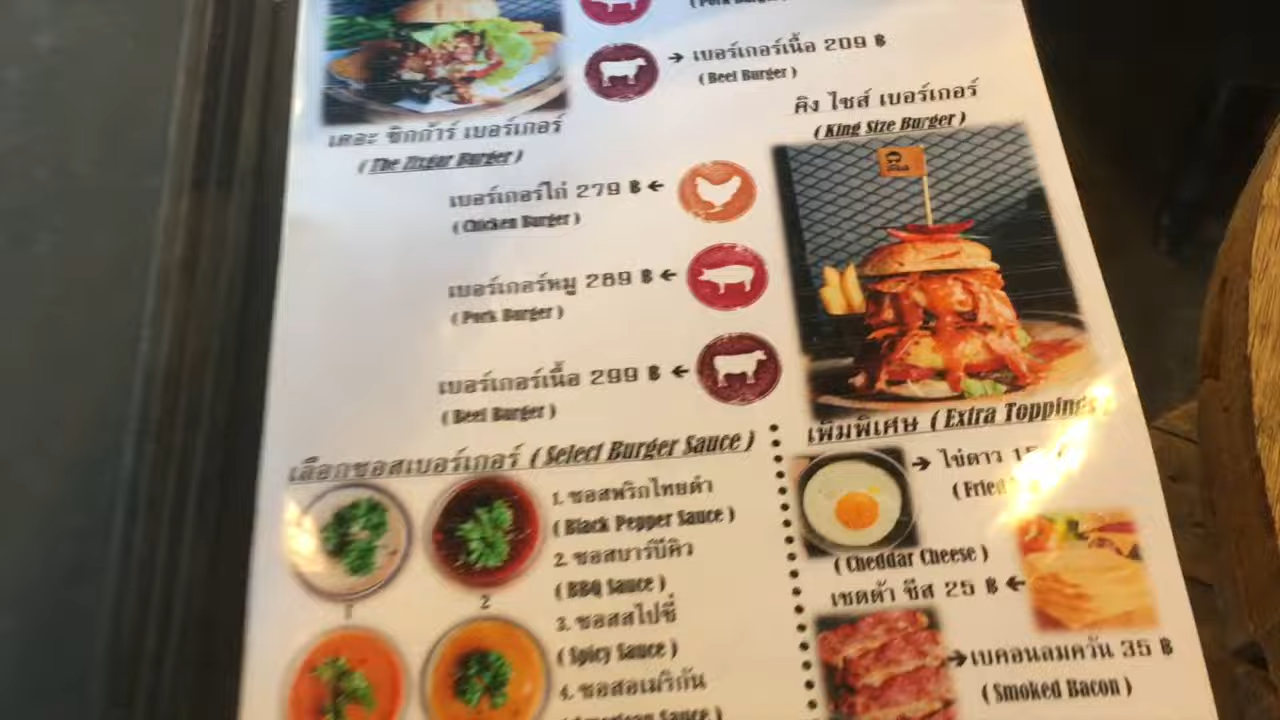 ( Pork Burger )
→ เบอร์เกอร์เนื้อ 209 ฿
( Beef Burger )
คิง ไซส์ เบอร์เกอร์
( King Size Burger )
เดอะ ซิกก้าร์ เบอร์เกอร์
( The Zixgar Burger )
เบอร์เกอร์ไก่ 279 ฿ ←
( Chicken Burger )
เบอร์เกอร์หมู 289 ฿ ←
( Pork Burger )
เบอร์เกอร์เนื้อ 299 ฿ ←
( Beef Burger )
เลือกซอสเบอร์เกอร์ ( Select Burger Sauce )
1. ซอสพริกไทยดำ
( Black Pepper Sauce )
2. ซอสบาร์บีคิว
( BBQ Sauce )
3. ซอสสไปซี่
( Spicy Sauce )
4. ซอสอเมริกัน
( American Sauce )
1
2
เพิ่มพิเศษ ( Extra Toppings )
→ ไข่ดาว
( Fried
( Cheddar Cheese )
เชดด้า ชีส 25 ฿ ←
→ เบคอนลมควัน 35 ฿
( Smoked Bacon )